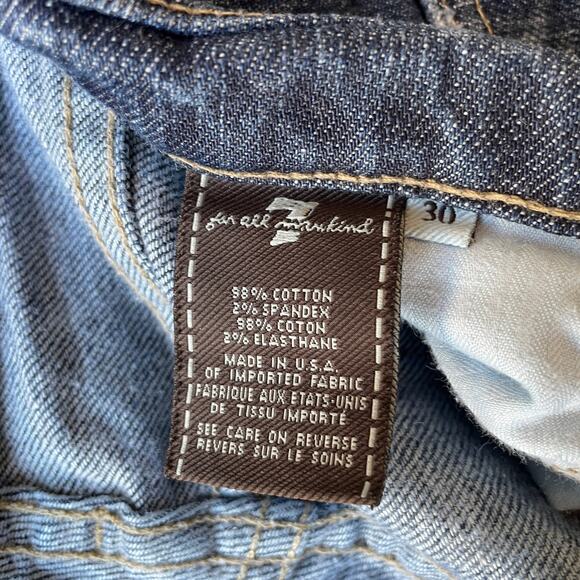 7
for all mankind
30
98% COTTON
2% SPANDEX
98% COTON
2% ELASTHANE
MADE IN U.S.A.
OF IMPORTED FABRIC
FABRIQUE AUX ETATS-UNIS
DE TISSU IMPORTÉ
SEE CARE ON REVERSE
REVERS SUR LE SOINS